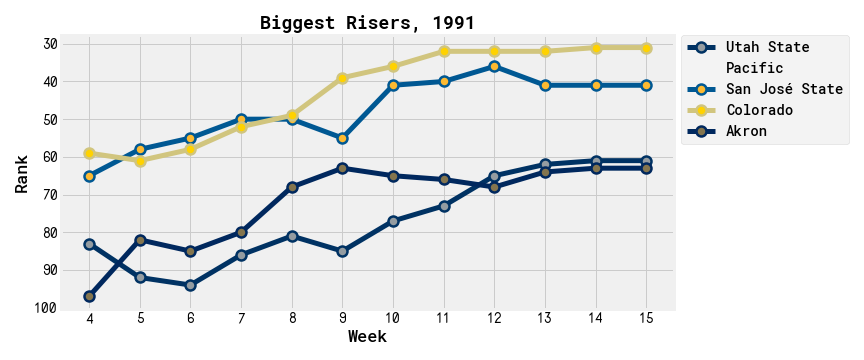 Biggest Risers, 1991
Rank
30
40
50
60
70
80
90
100
4 5 6 7 8 9 10 11 12 13 14 15
Week
Utah State
Pacific
San José State
Colorado
Akron